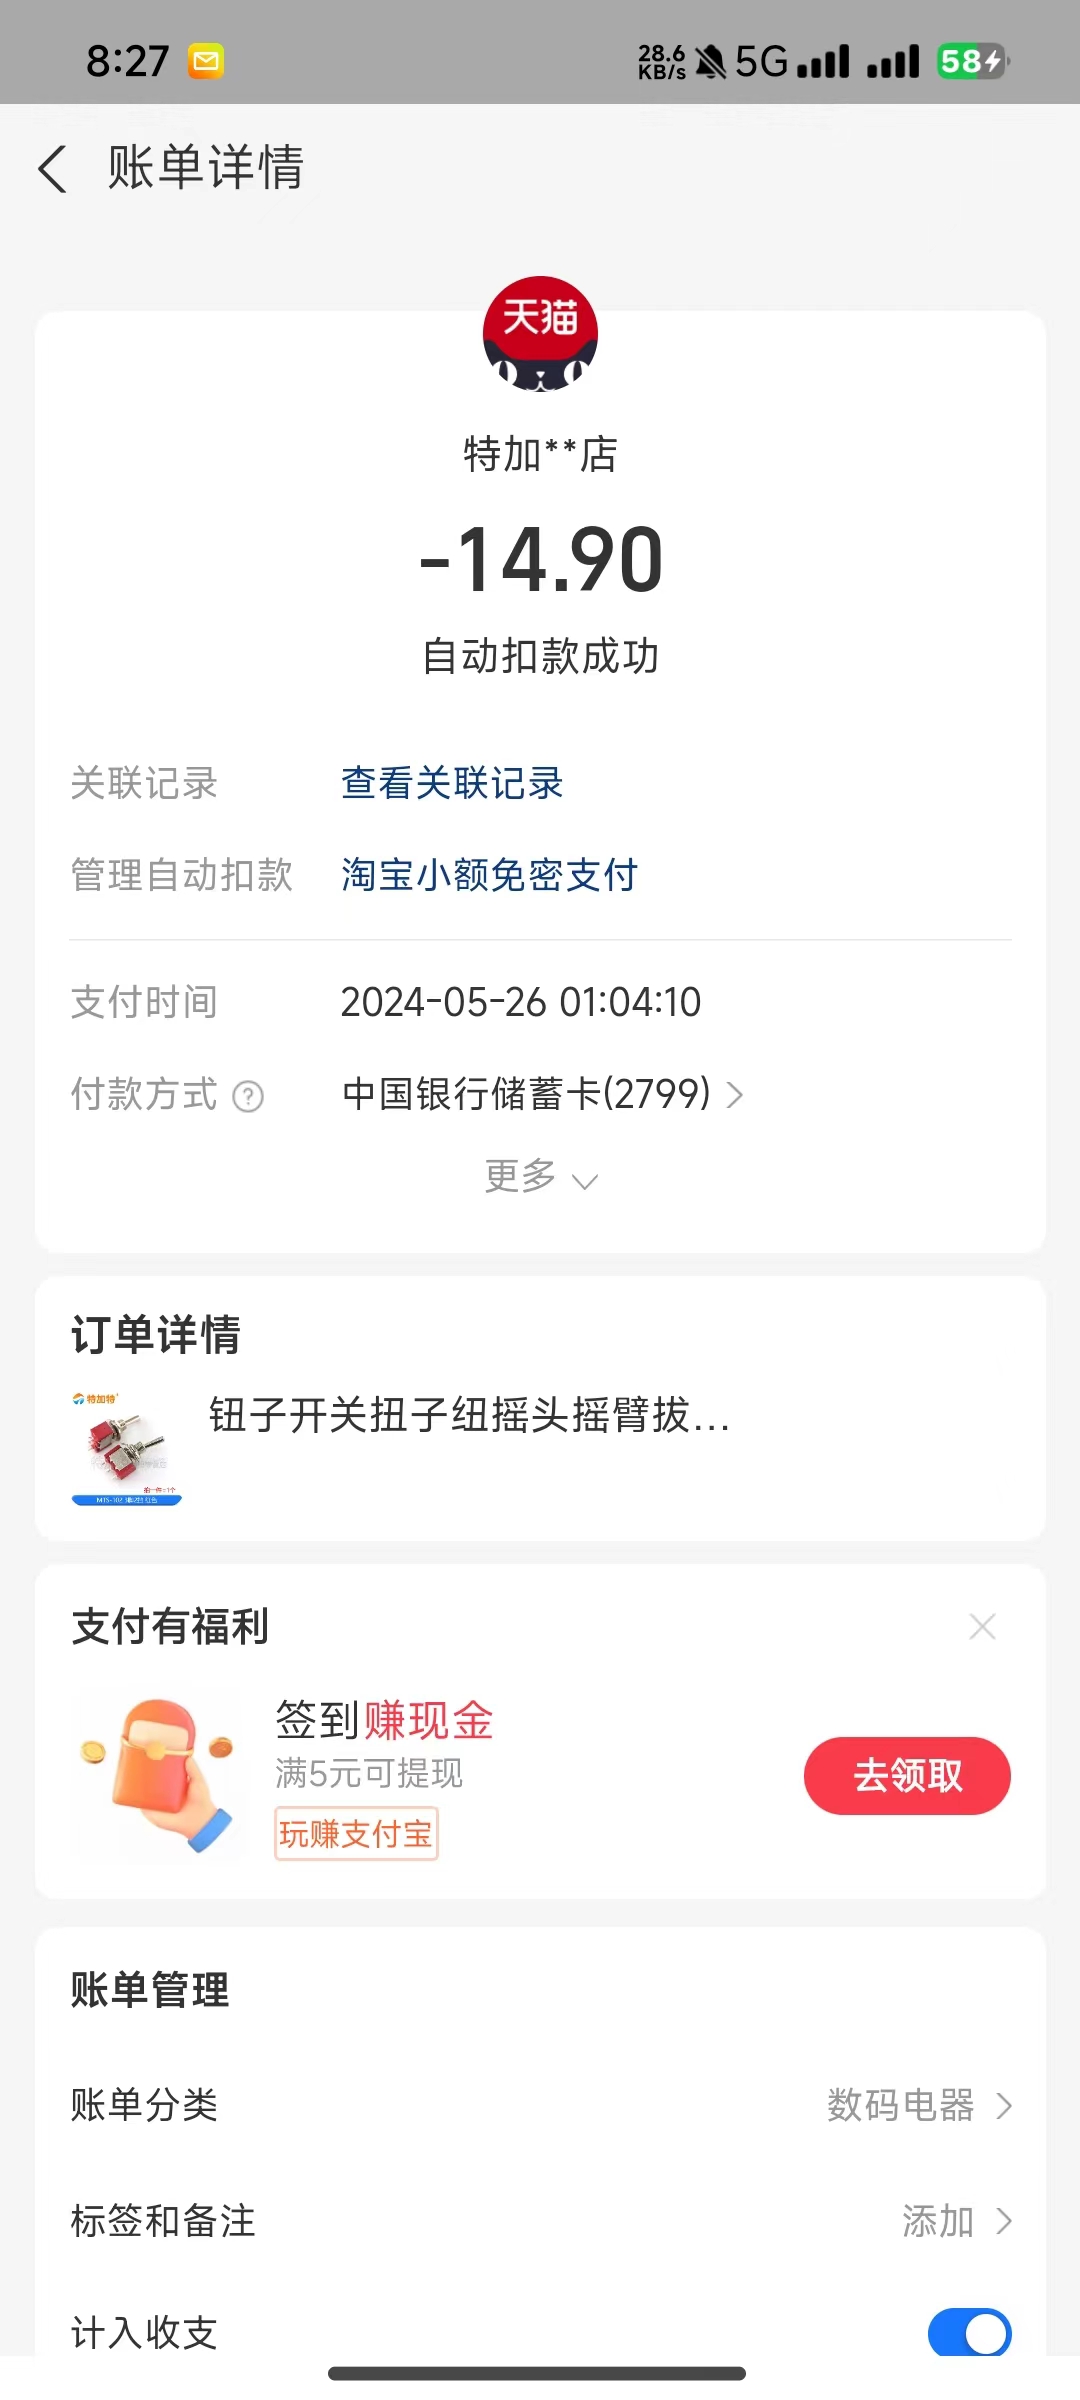 8:27
28.6
KB/s
5G
58
账单详情
天猫
特加**店
-14.90
自动扣款成功
关联记录 查看关联记录
管理自动扣款 淘宝小额免密支付
支付时间 2024-05-26 01:04:10
付款方式 ? 中国银行储蓄卡(2799)
更多
订单详情
特加特
钮子开关扭子纽摇头摇臂拔...
支付有福利
签到赚现金
满5元可提现
玩赚支付宝
去领取
账单管理
账单分类 数码电器
标签和备注 添加
计入收支